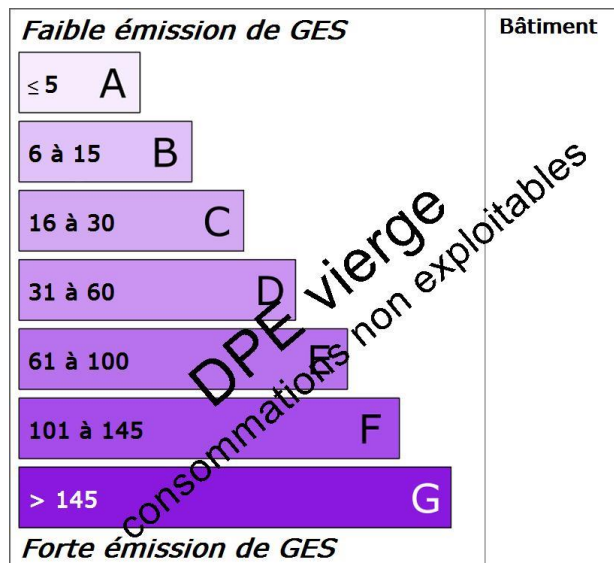 Faible émission de GES
Bâtiment
≤ 5 A
6 à 15 B
16 à 30 C
31 à 60 D
61 à 100 E
101 à 145 F
> 145 G
Forte émission de GES
DPE vierge
consommations non exploitables